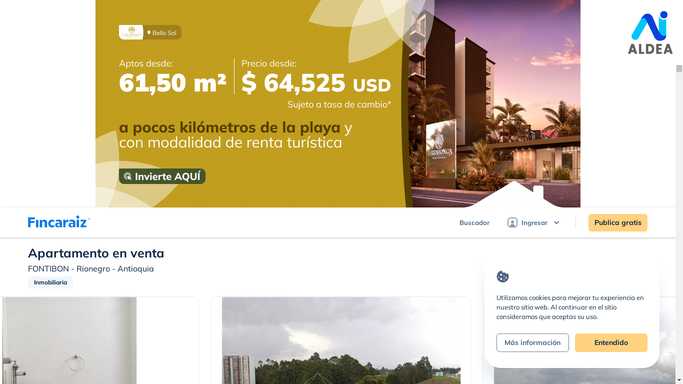 Bello Sol
ALDEA
Aptos desde:
61,50 m²
Precio desde:
$ 64,525 USD
Sujeto a tasa de cambio*
a pocos kilómetros de la playa y
con modalidad de renta turística
Invierte AQUÍ
Fincaraiz
Buscador
Ingresar
Publica gratis
Apartamento en venta
FONTIBON - Rionegro - Antioquia
Inmobiliaria
Utilizamos cookies para mejorar tu experiencia en
nuestro sitio web. Al continuar en el sitio
consideramos que aceptas su uso.
Más información
Entendido